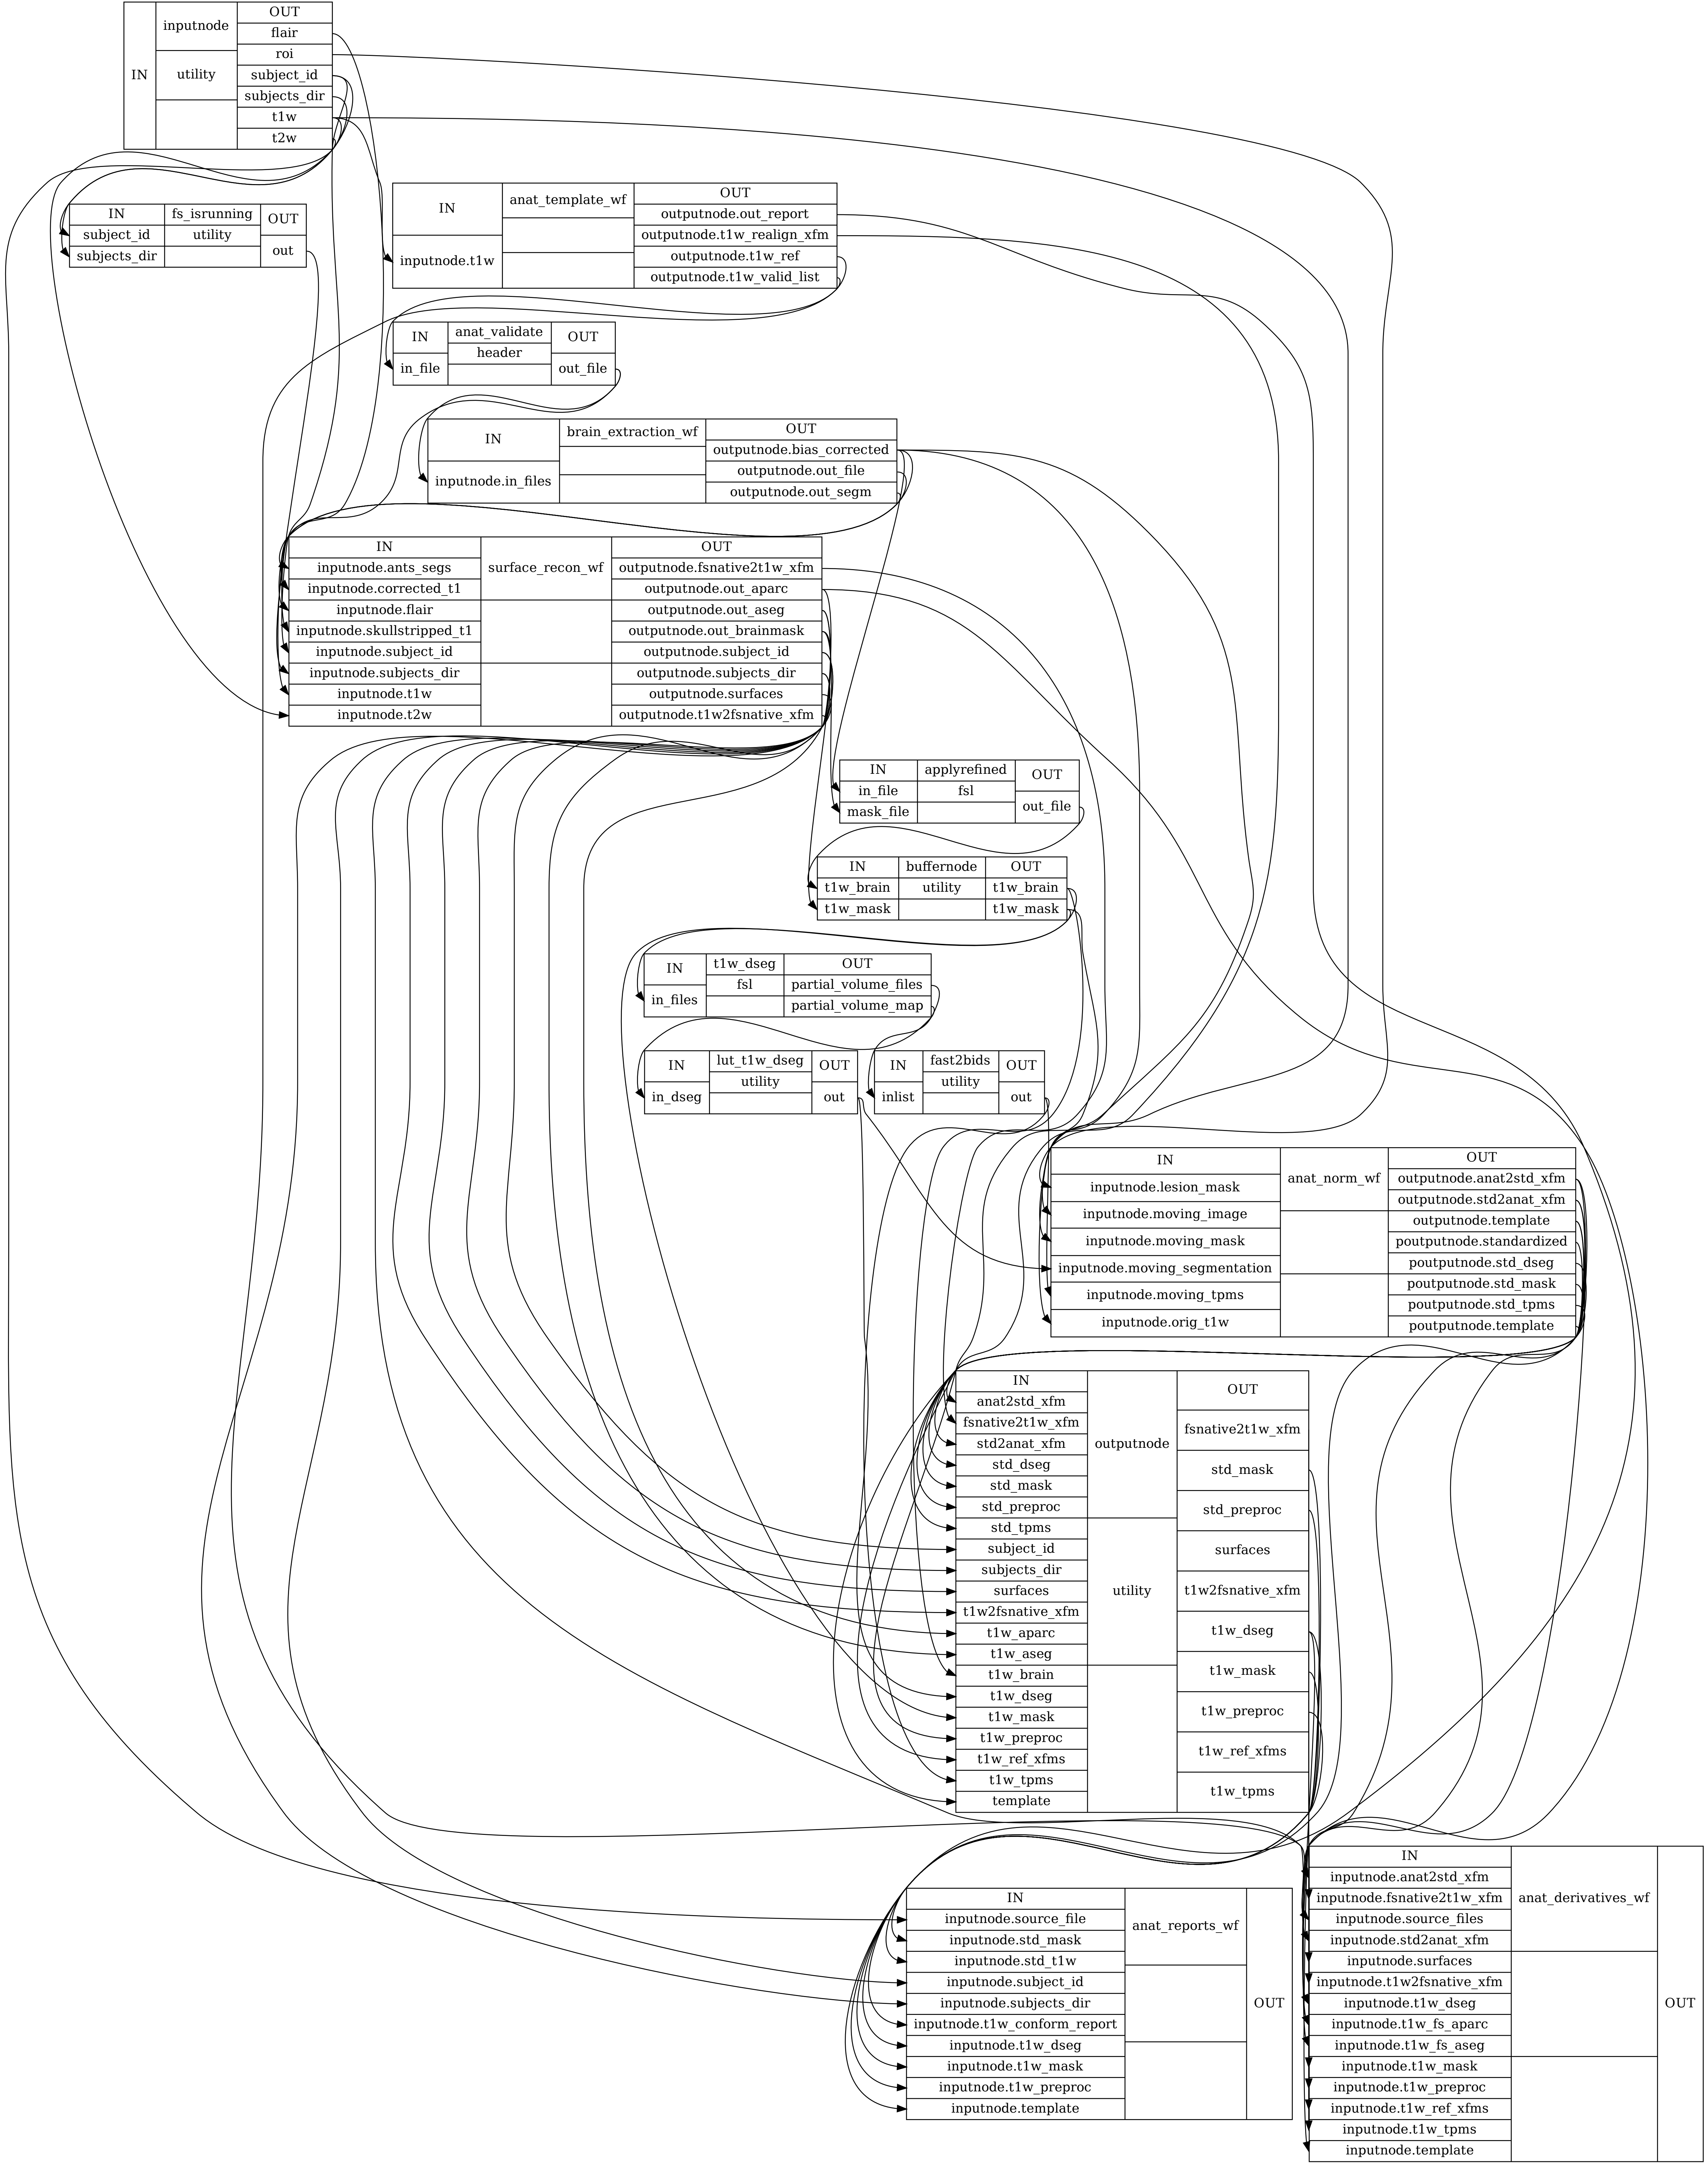 IN
inputnode
utility
OUT
flair
roi
subject_id
subjects_dir
t1w
t2w
IN
subject_id
subjects_dir
fs_isrunning
utility
OUT
out
IN
inputnode.t1w
anat_template_wf
OUT
outputnode.out_report
outputnode.t1w_realign_xfm
outputnode.t1w_ref
outputnode.t1w_valid_list
IN
in_file
anat_validate
header
OUT
out_file
IN
inputnode.in_files
brain_extraction_wf
OUT
outputnode.bias_corrected
outputnode.out_file
outputnode.out_segm
IN
inputnode.ants_segs
inputnode.corrected_t1
inputnode.flair
inputnode.skullstripped_t1
inputnode.subject_id
inputnode.subjects_dir
inputnode.t1w
inputnode.t2w
surface_recon_wf
OUT
outputnode.fsnative2t1w_xfm
outputnode.out_aparc
outputnode.out_aseg
outputnode.out_brainmask
outputnode.subject_id
outputnode.subjects_dir
outputnode.surfaces
outputnode.t1w2fsnative_xfm
IN
in_file
mask_file
applyrefined
fsl
OUT
out_file
IN
t1w_brain
t1w_mask
buffernode
utility
OUT
t1w_brain
t1w_mask
IN
in_files
t1w_dseg
fsl
OUT
partial_volume_files
partial_volume_map
IN
in_dseg
lut_t1w_dseg
utility
OUT
out
IN
inlist
fast2bids
utility
OUT
out
IN
inputnode.lesion_mask
inputnode.moving_image
inputnode.moving_mask
inputnode.moving_segmentation
inputnode.moving_tpms
inputnode.orig_t1w
anat_norm_wf
OUT
outputnode.anat2std_xfm
outputnode.std2anat_xfm
outputnode.template
poutputnode.standardized
poutputnode.std_dseg
poutputnode.std_mask
poutputnode.std_tpms
poutputnode.template
IN
anat2std_xfm
fsnative2t1w_xfm
std2anat_xfm
std_dseg
std_mask
std_preproc
std_tpms
subject_id
subjects_dir
surfaces
t1w2fsnative_xfm
t1w_aparc
t1w_aseg
t1w_brain
t1w_dseg
t1w_mask
t1w_preproc
t1w_ref_xfms
t1w_tpms
template
outputnode
utility
OUT
fsnative2t1w_xfm
std_mask
std_preproc
surfaces
t1w2fsnative_xfm
t1w_dseg
t1w_mask
t1w_preproc
t1w_ref_xfms
t1w_tpms
IN
inputnode.source_file
inputnode.std_mask
inputnode.std_t1w
inputnode.subject_id
inputnode.subjects_dir
inputnode.t1w_conform_report
inputnode.t1w_dseg
inputnode.t1w_mask
inputnode.t1w_preproc
inputnode.template
anat_reports_wf
OUT
IN
inputnode.anat2std_xfm
inputnode.fsnative2t1w_xfm
inputnode.source_files
inputnode.std2anat_xfm
inputnode.surfaces
inputnode.t1w2fsnative_xfm
inputnode.t1w_dseg
inputnode.t1w_fs_aparc
inputnode.t1w_fs_aseg
inputnode.t1w_mask
inputnode.t1w_preproc
inputnode.t1w_ref_xfms
inputnode.t1w_tpms
inputnode.template
anat_derivatives_wf
OUT